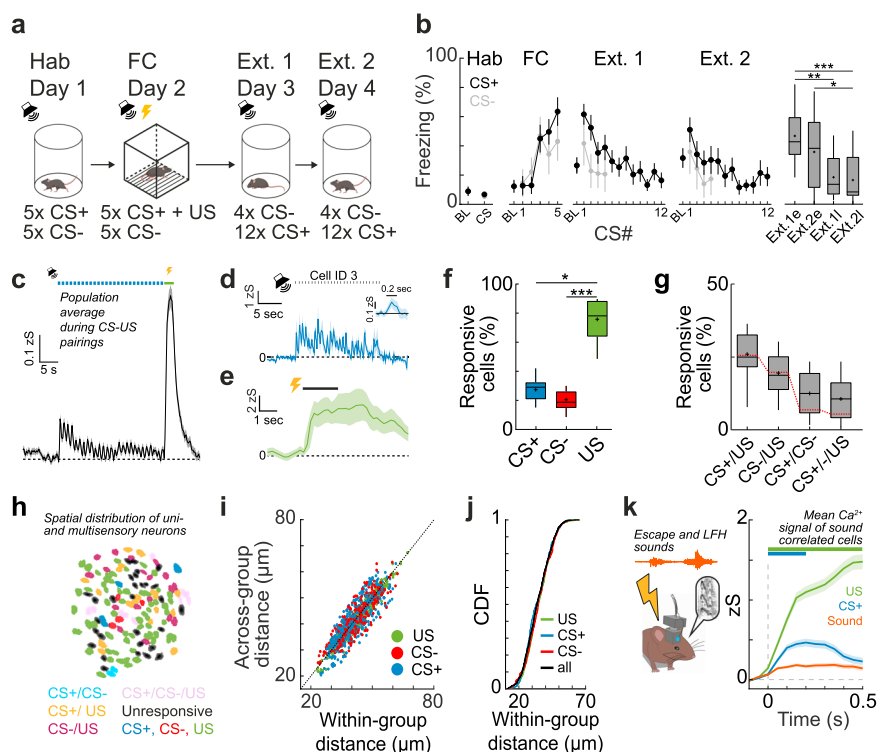 a
Hab
Day 1
FC
Day 2
Ext. 1
Day 3
Ext. 2
Day 4
5x CS+
5x CS-
5x CS+ + US
5x CS-
4x CS-
12x CS+
4x CS-
12x CS+
b
Hab FC Ext. 1 Ext. 2
CS+
CS-
Freezing (%)
100
0
BL CS
BL 1 5
BL 1 12
BL 1 12
CS#
***
**
*
Ext.1e
Ext.2e
Ext.1l
EXt.2l
c
Population
average
during CS-US
pairings
0.1 zS
5 s
d
Cell ID 3
1 zS
5 sec
0.1 zS
0.2 sec
0
e
2 zS
1 sec
0
f
Responsive
cells (%)
100
0
*
***
CS+
CS-
US
g
Responsive
cells (%)
50
0
CS+/US
CS-/US
CS+/CS-
CS+/-/US
h
Spatial distribution of uni-
and multisensory neurons
CS+/CS- CS+/CS-/US
CS+/ US Unresponsive
CS-/US CS+, CS-, US
i
Across-group
distance (µm)
80
20
US
CS-
CS+
20 80
Within-group
distance (µm)
j
CDF
1
0
US
CS+
CS-
all
20 70
Within-group
distance (µm)
k
Escape and LFH
sounds
Mean Ca²⁺
signal of sound
correlated cells
zS
2
0
US
CS+
Sound
0 0.5
Time (s)